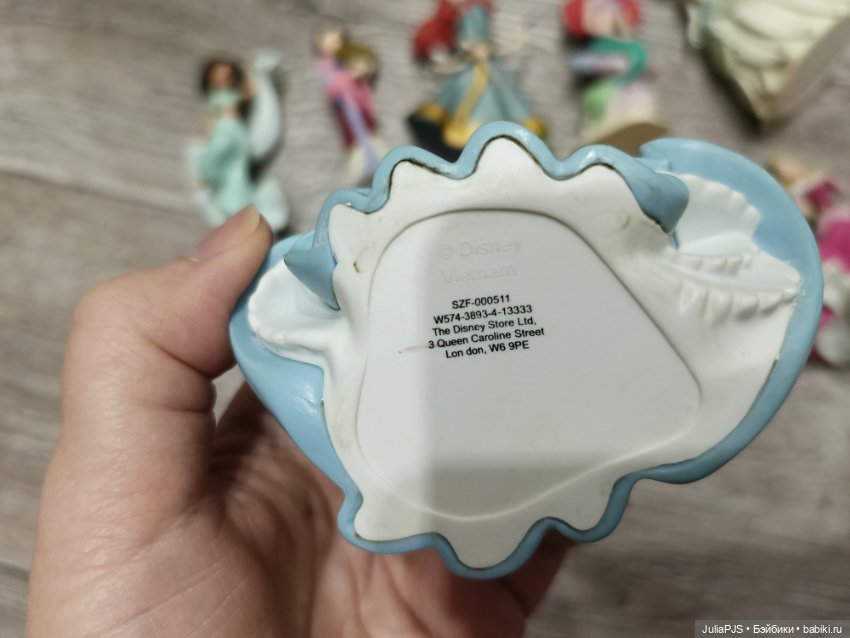 © Disney
Vietnam
SZF-000511
W574-3893-4-13333
The Disney Store Ltd,
3 Queen Caroline Street
Lon don, W6 9PE
JuliaPJS • Бэйбики • babiki.ru